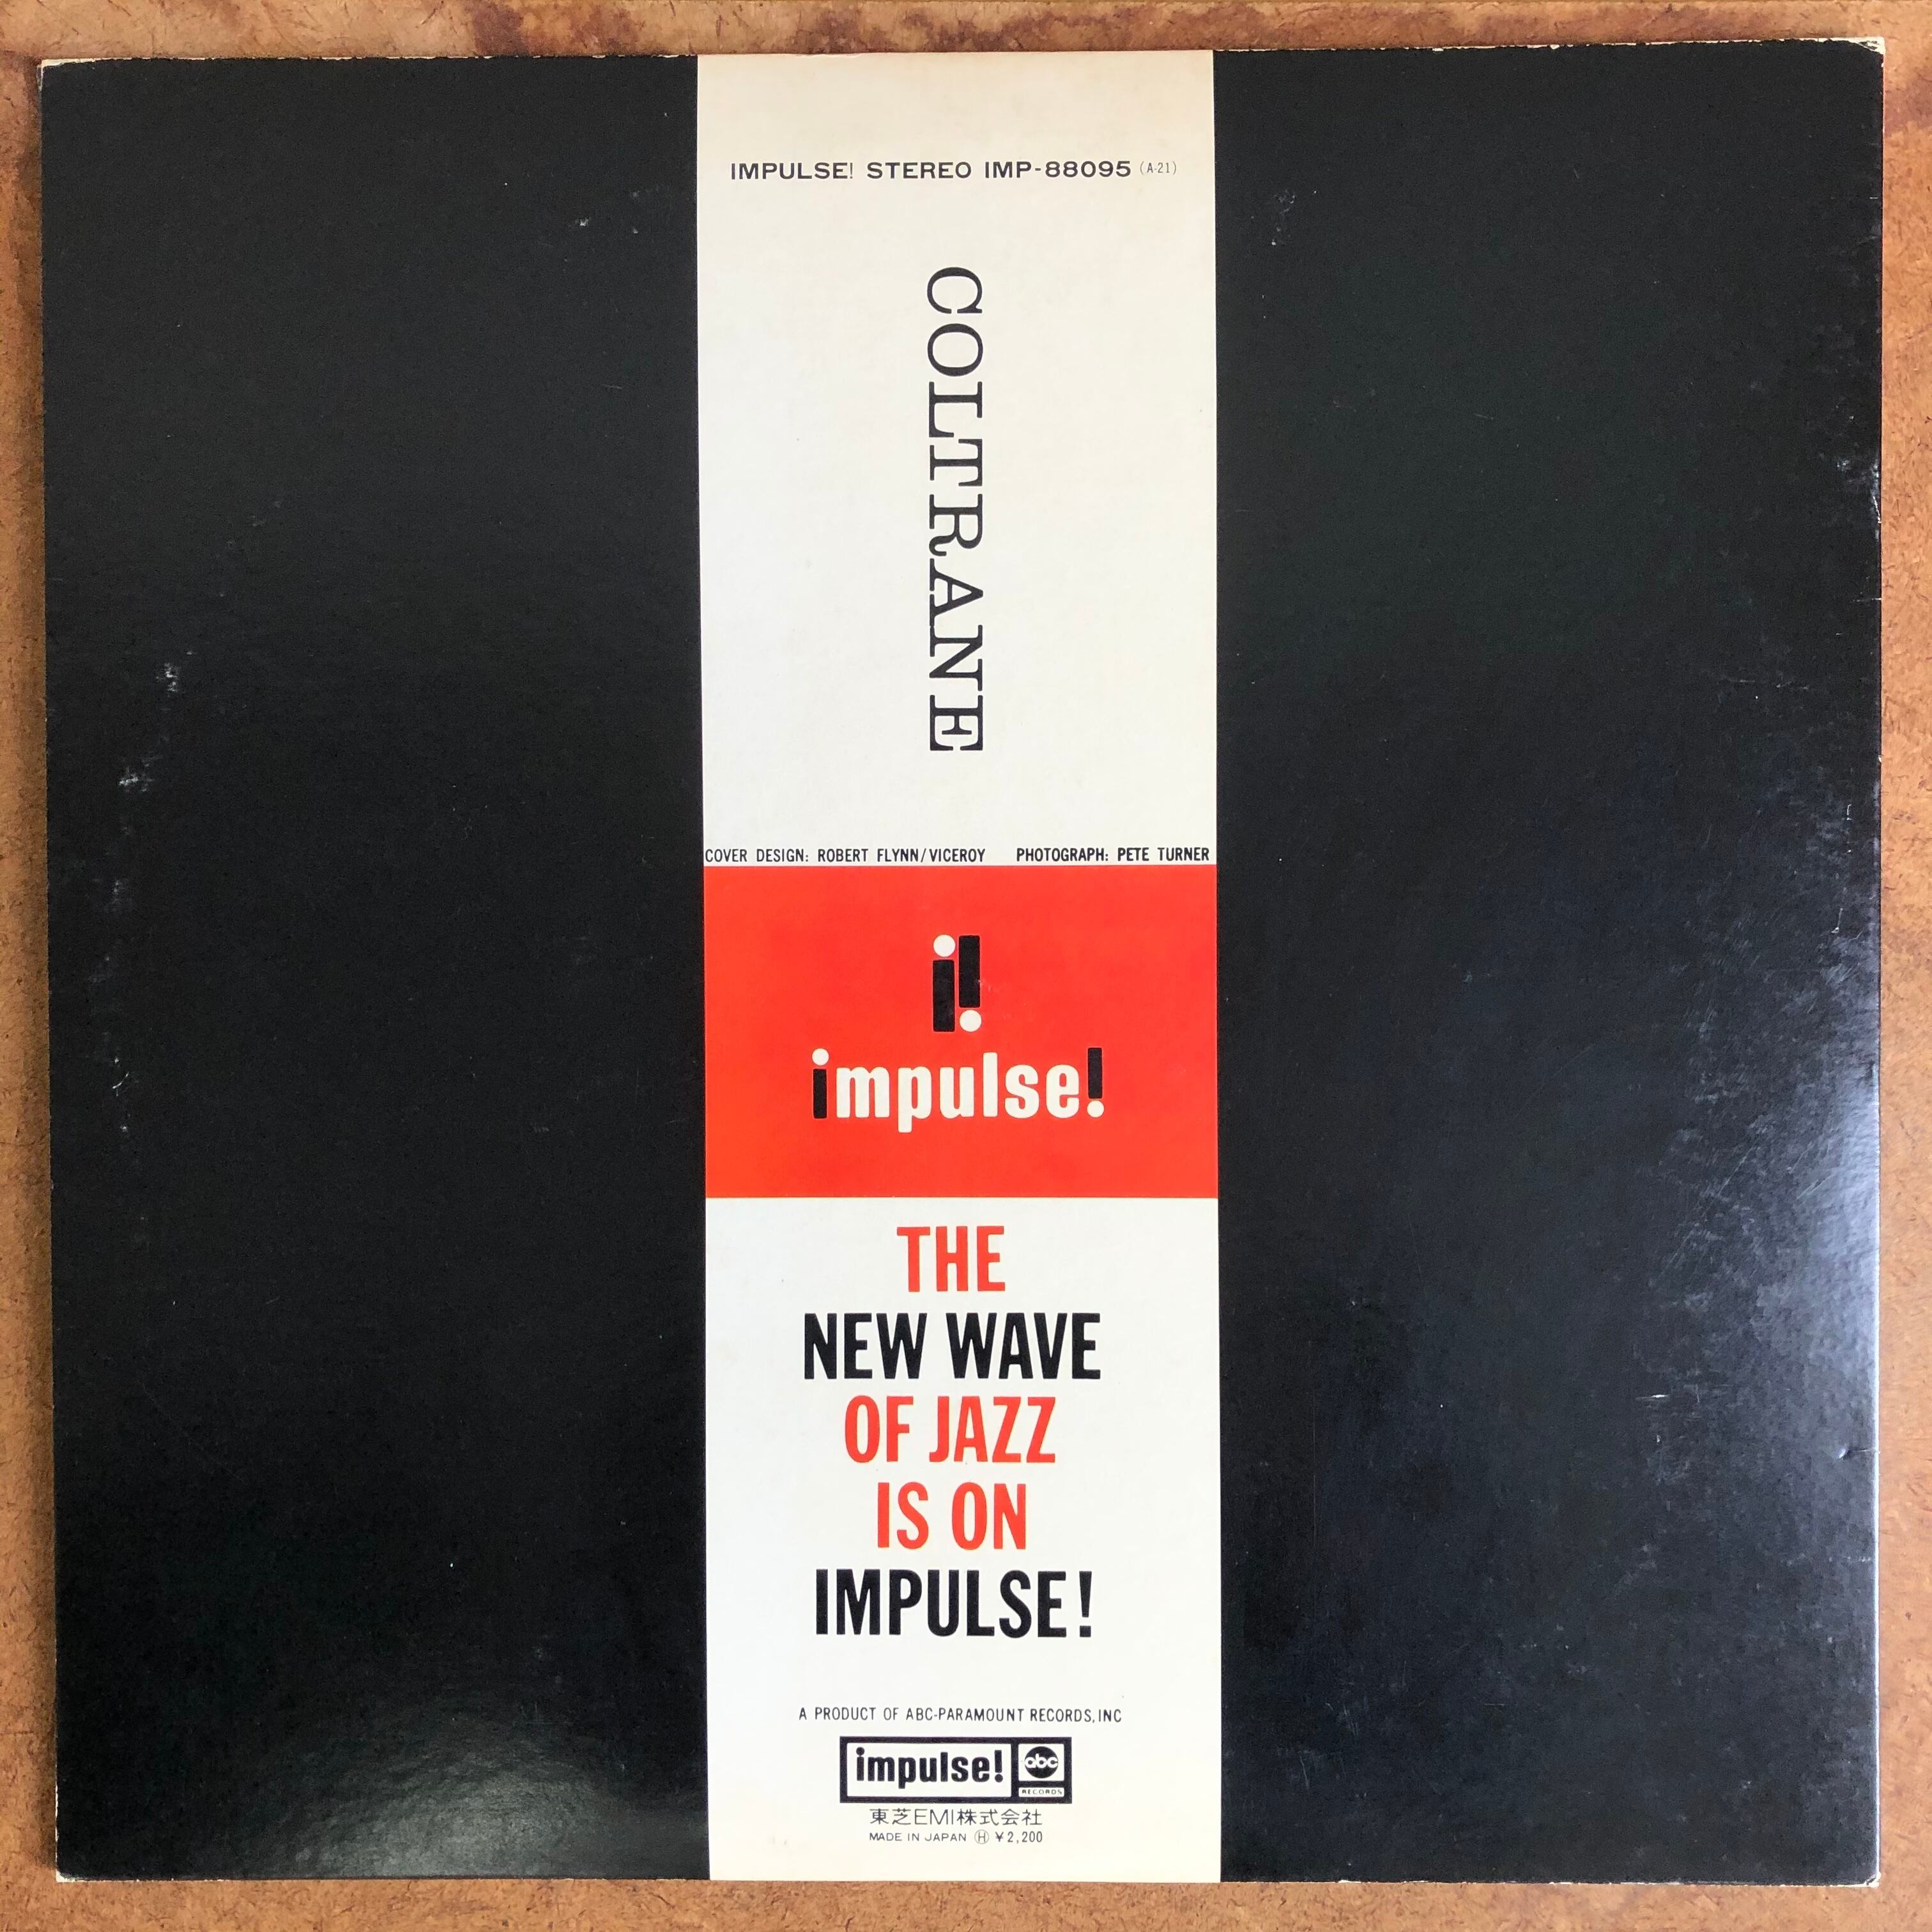 IMPULSE! STEREO IMP-88095 (A-21)
COLTRANE
COVER DESIGN: ROBERT FLYNN/VICEROY PHOTOGRAPH: PETE TURNER
i!
impulse!
THE
NEW WAVE
OF JAZZ
IS ON
IMPULSE!
A PRODUCT OF ABC-PARAMOUNT RECORDS, INC
impulse! abc RECORDS
東芝EMI株式会社
MADE IN JAPAN Ⓗ ¥2,200